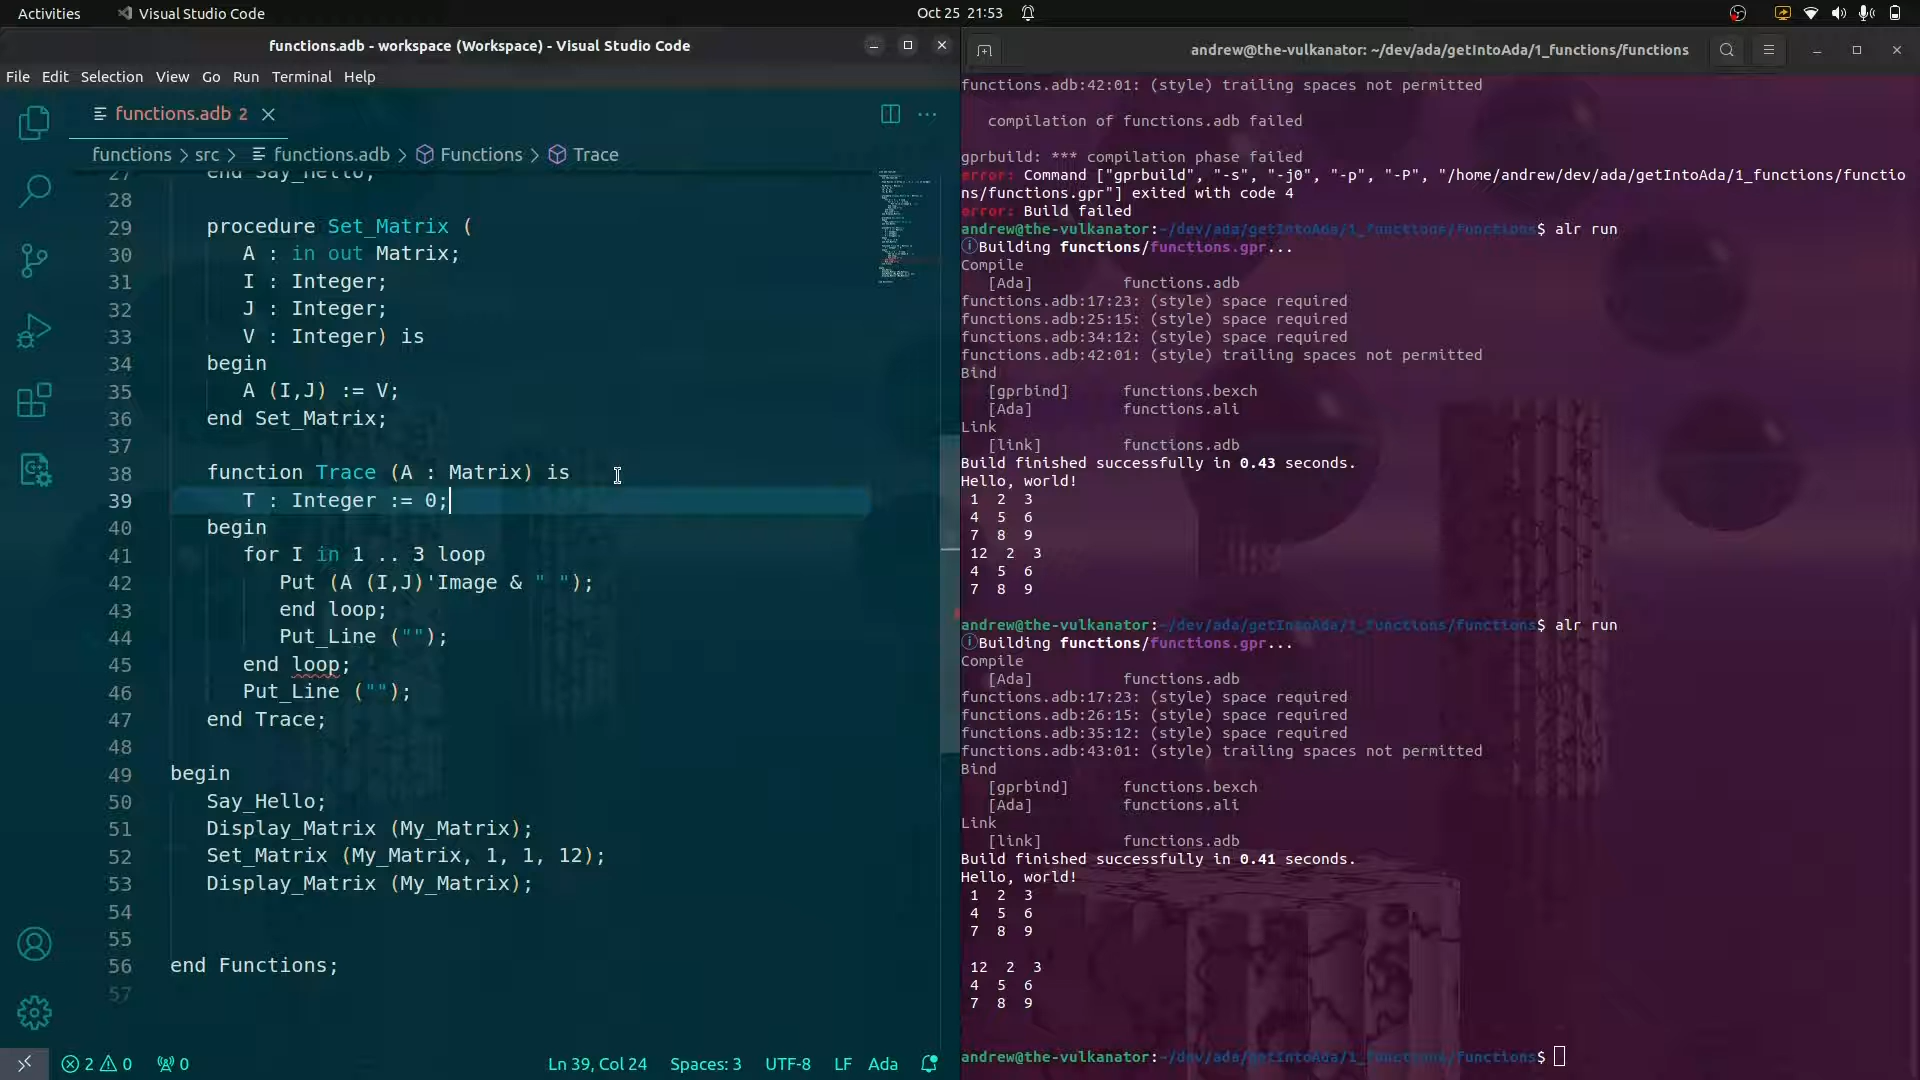 Activities
Visual Studio Code
Oct 25 21:53
functions.adb - workspace (Workspace) - Visual Studio Code
File Edit Selection View Go Run Terminal Help
functions.adb 2
functions > src > functions.adb > Functions > Trace
27 end Say_Hello;
28
29 procedure Set_Matrix (
30 A : in out Matrix;
31 I : Integer;
32 J : Integer;
33 V : Integer) is
34 begin
35 A (I,J) := V;
36 end Set_Matrix;
37
38 function Trace (A : Matrix) is
39 T : Integer := 0;
40 begin
41 for I in 1 .. 3 loop
42 Put (A (I,J)'Image & " ");
43 end loop;
44 Put_Line ("");
45 end loop;
46 Put_Line ("");
47 end Trace;
48
49 begin
50 Say_Hello;
51 Display_Matrix (My_Matrix);
52 Set_Matrix (My_Matrix, 1, 1, 12);
53 Display_Matrix (My_Matrix);
54
55
56 end Functions;
57
2 0 0
Ln 39, Col 24 Spaces: 3 UTF-8 LF Ada
andrew@the-vulkanator: ~/dev/ada/getIntoAda/1_functions/functions
functions.adb:42:01: (style) trailing spaces not permitted
compilation of functions.adb failed
gprbuild: *** compilation phase failed
error: Command ["gprbuild", "-s", "-j0", "-p", "-P", "/home/andrew/dev/ada/getIntoAda/1_functions/functio
ns/functions.gpr"] exited with code 4
error: Build failed
andrew@the-vulkanator:~/dev/ada/getIntoAda/1_functions/functions$ alr run
Building functions/functions.gpr...
Compile
[Ada] functions.adb
functions.adb:17:23: (style) space required
functions.adb:25:15: (style) space required
functions.adb:34:12: (style) space required
functions.adb:42:01: (style) trailing spaces not permitted
Bind
[gprbind] functions.bexch
[Ada] functions.ali
Link
[link] functions.adb
Build finished successfully in 0.43 seconds.
Hello, world!
1 2 3
4 5 6
7 8 9
12 2 3
4 5 6
7 8 9
andrew@the-vulkanator:~/dev/ada/getIntoAda/1_functions/functions$ alr run
Building functions/functions.gpr...
Compile
[Ada] functions.adb
functions.adb:17:23: (style) space required
functions.adb:26:15: (style) space required
functions.adb:35:12: (style) space required
functions.adb:43:01: (style) trailing spaces not permitted
Bind
[gprbind] functions.bexch
[Ada] functions.ali
Link
[link] functions.adb
Build finished successfully in 0.41 seconds.
Hello, world!
1 2 3
4 5 6
7 8 9
12 2 3
4 5 6
7 8 9
andrew@the-vulkanator:~/dev/ada/getIntoAda/1_functions/functions$